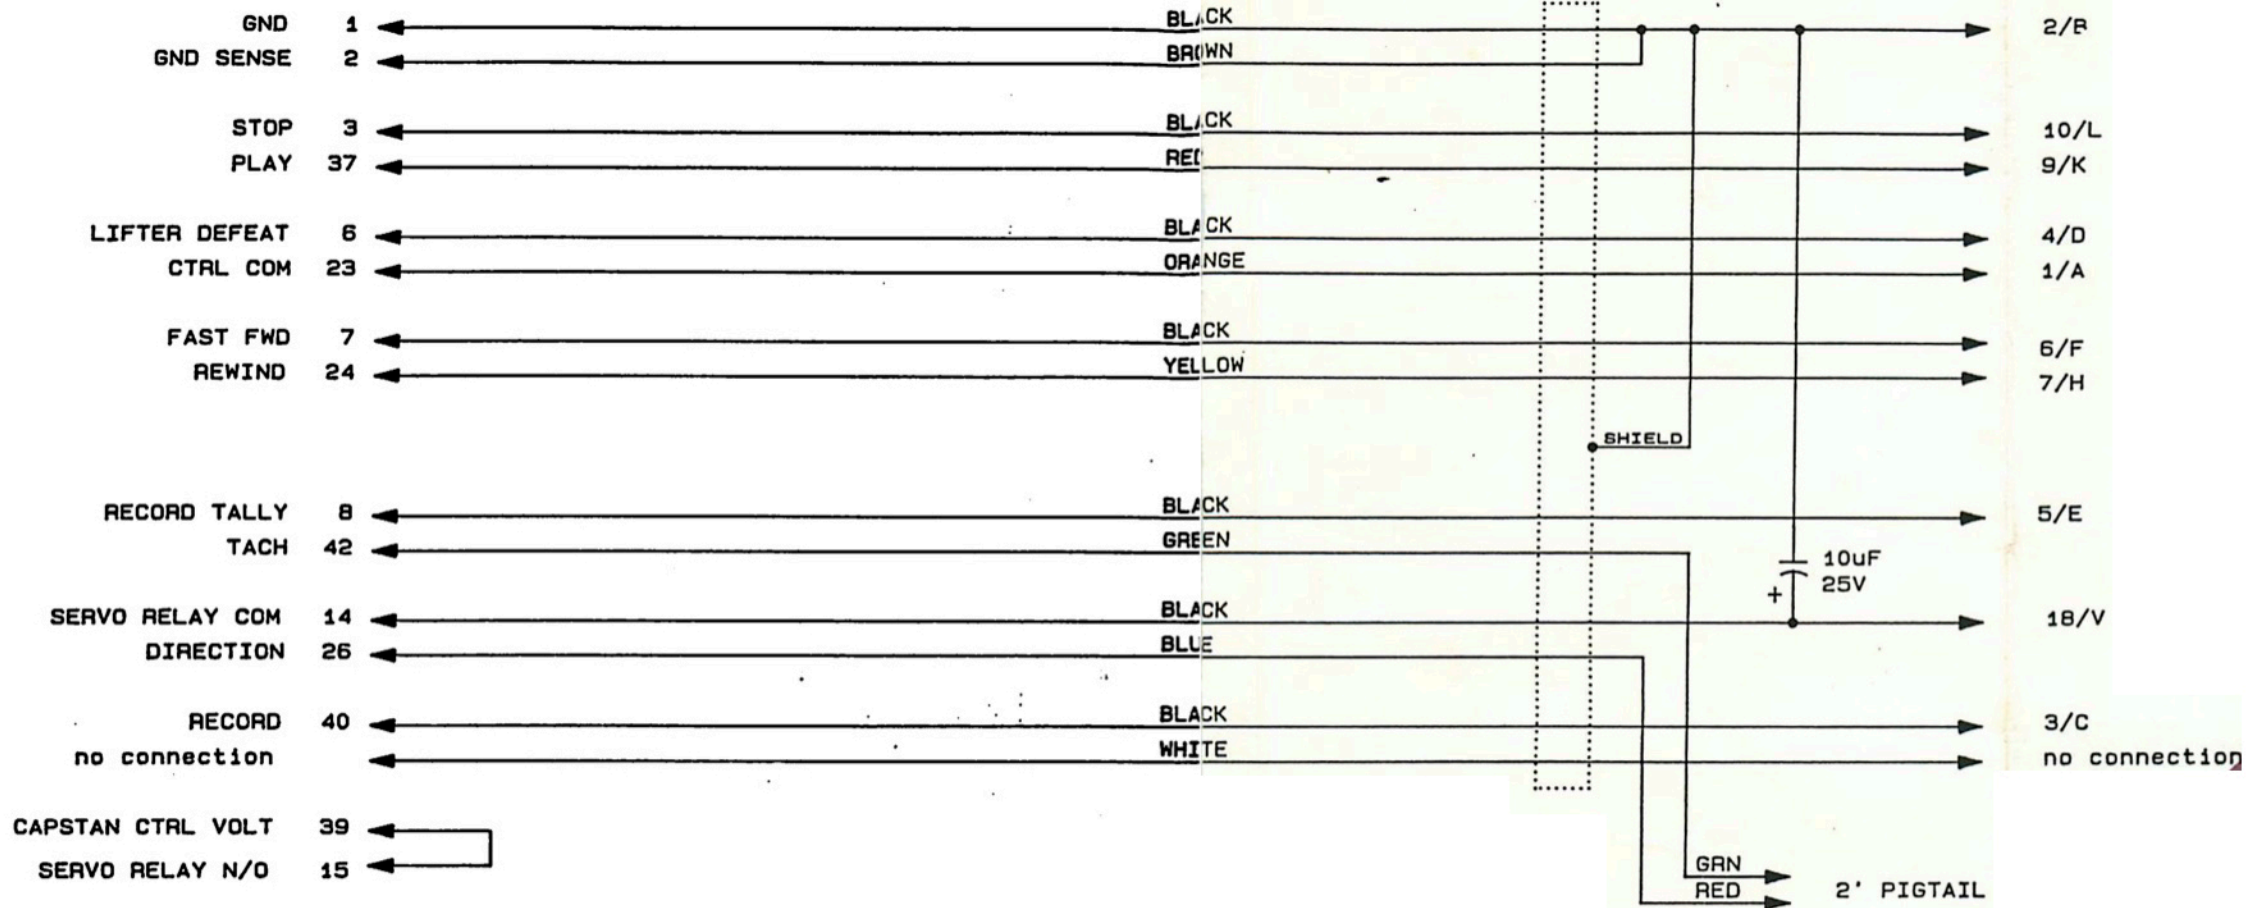 GND 1 BLACK 2/B
GND SENSE 2 BROWN
STOP 3 BLACK 10/L
PLAY 37 RED 9/K
LIFTER DEFEAT 6 BLACK 4/D
CTRL COM 23 ORANGE 1/A
FAST FWD 7 BLACK 6/F
REWIND 24 YELLOW 7/H
SHIELD
RECORD TALLY 8 BLACK 5/E
TACH 42 GREEN
10uF
25V
+
SERVO RELAY COM 14 BLACK 18/V
DIRECTION 26 BLUE
RECORD 40 BLACK 3/C
no connection WHITE no connection
CAPSTAN CTRL VOLT 39
SERVO RELAY N/O 15
GRN
RED 2' PIGTAIL